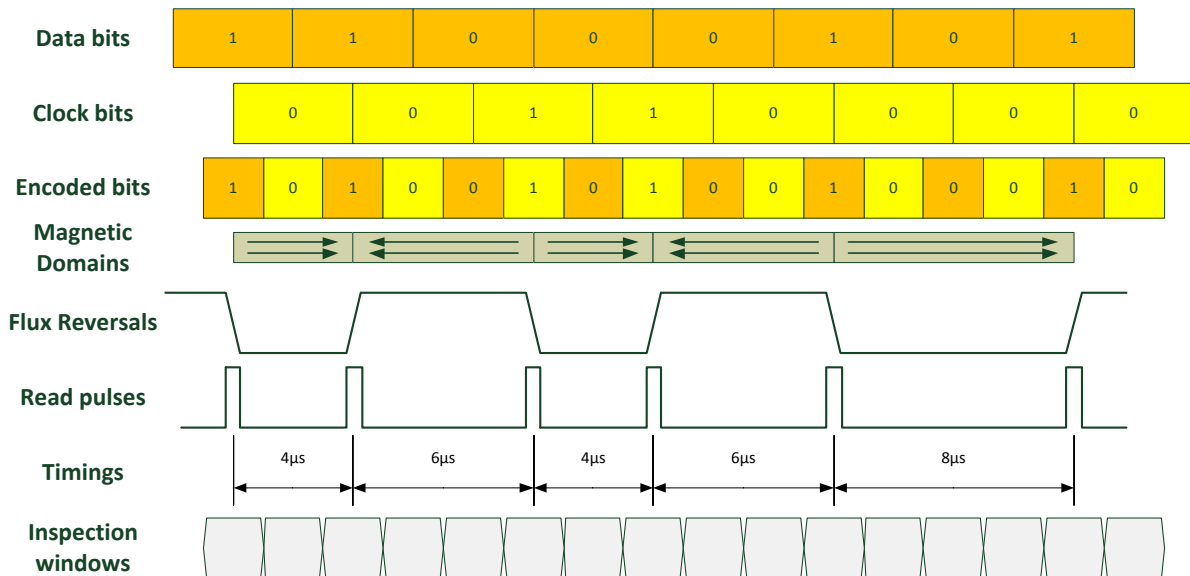 Data bits
1 1 0 0 0 1 0 1
Clock bits
0 0 1 1 0 0 0 0
Encoded bits
1 0 1 0 0 1 0 1 0 0 1 0 0 0 1 0
Magnetic
Domains
Flux Reversals
Read pulses
Timings
4μs 6μs 4μs 6μs 8μs
Inspection
windows